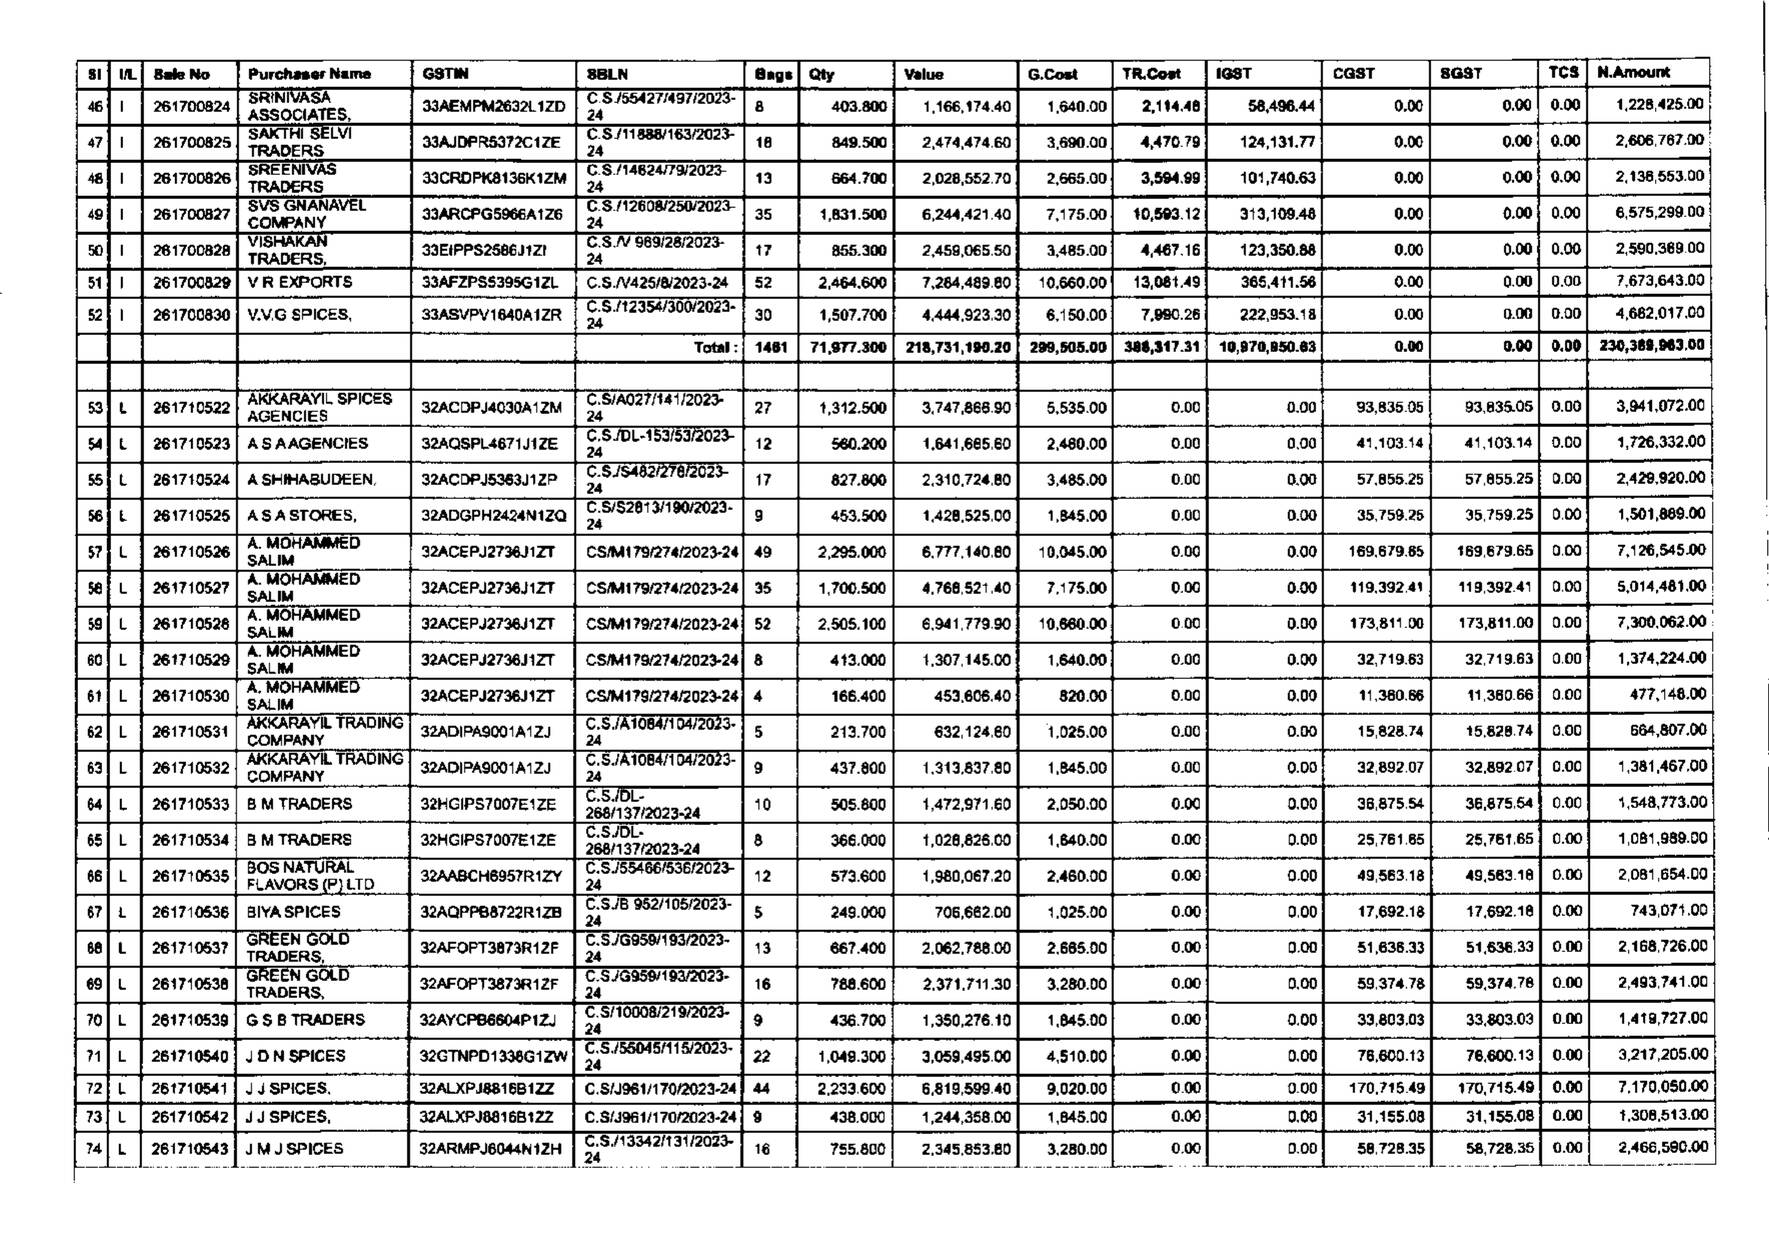 Sl I/L Sale No Purchaser Name GSTIN SBLN Bags Qty Value G.Cost TR.Cost IGST CGST SGST TCS N.Amount
46 I 261700824 SRINIVASA ASSOCIATES, 33AEMPM2632L1ZD C.S./55427/497/2023-24 8 403.800 1,166,174.40 1,640.00 2,114.48 58,496.44 0.00 0.00 0.00 1,228,425.00
47 I 261700825 SAKTHI SELVI TRADERS 33AJDPR5372C1ZE C.S./11888/163/2023-24 18 849.500 2,474,474.60 3,690.00 4,470.79 124,131.77 0.00 0.00 0.00 2,606,767.00
48 I 261700826 SREENIVAS TRADERS 33CRDPK8136K1ZM C.S./14624/79/2023-24 13 664.700 2,028,552.70 2,665.00 3,594.99 101,740.63 0.00 0.00 0.00 2,136,553.00
49 I 261700827 SVS GNANAVEL COMPANY 33ARCPG5966A1Z6 C.S./12608/250/2023-24 35 1,831.500 6,244,421.40 7,175.00 10,593.12 313,109.48 0.00 0.00 0.00 6,575,299.00
50 I 261700828 VISHAKAN TRADERS, 33EIPPS2586J1ZI C.S./V 969/28/2023-24 17 855.300 2,459,065.50 3,485.00 4,467.16 123,350.88 0.00 0.00 0.00 2,590,369.00
51 I 261700829 V R EXPORTS 33AFZPS5395G1ZL C.S./V425/8/2023-24 52 2,464.600 7,284,489.80 10,660.00 13,081.49 365,411.56 0.00 0.00 0.00 7,673,643.00
52 I 261700830 V.V.G SPICES, 33ASVPV1640A1ZR C.S./12354/300/2023-24 30 1,507.700 4,444,923.30 6,150.00 7,990.26 222,953.18 0.00 0.00 0.00 4,682,017.00
Total : 1461 71,977.300 218,731,190.20 299,505.00 388,317.31 10,970,950.63 0.00 0.00 0.00 230,389,963.00
53 L 261710522 AKKARAYIL SPICES AGENCIES 32ACDPJ4030A1ZM C.S/A027/141/2023-24 27 1,312.500 3,747,866.90 5,535.00 0.00 0.00 93,835.05 93,835.05 0.00 3,941,072.00
54 L 261710523 A S A AGENCIES 32AQSPL4671J1ZE C.S./DL-153/53/2023-24 12 560.200 1,641,665.60 2,460.00 0.00 0.00 41,103.14 41,103.14 0.00 1,726,332.00
55 L 261710524 A SHIHABUDEEN, 32ACDPJ5363J1ZP C.S./S482/278/2023-24 17 827.800 2,310,724.80 3,485.00 0.00 0.00 57,855.25 57,855.25 0.00 2,429,920.00
56 L 261710525 A S A STORES, 32ADGPH2424N1ZQ C.S/S2813/190/2023-24 9 453.500 1,428,525.00 1,845.00 0.00 0.00 35,759.25 35,759.25 0.00 1,501,889.00
57 L 261710526 A. MOHAMMED SALIM 32ACEPJ2736J1ZT CS/M179/274/2023-24 49 2,295.000 6,777,140.80 10,045.00 0.00 0.00 169,679.65 169,679.65 0.00 7,126,545.00
58 L 261710527 A. MOHAMMED SALIM 32ACEPJ2736J1ZT CS/M179/274/2023-24 35 1,700.500 4,768,521.40 7,175.00 0.00 0.00 119,392.41 119,392.41 0.00 5,014,481.00
59 L 261710528 A. MOHAMMED SALIM 32ACEPJ2736J1ZT CS/M179/274/2023-24 52 2,505.100 6,941,779.90 10,660.00 0.00 0.00 173,811.00 173,811.00 0.00 7,300,062.00
60 L 261710529 A. MOHAMMED SALIM 32ACEPJ2736J1ZT CS/M179/274/2023-24 8 413.000 1,307,145.00 1,640.00 0.00 0.00 32,719.63 32,719.63 0.00 1,374,224.00
61 L 261710530 A. MOHAMMED SALIM 32ACEPJ2736J1ZT CS/M179/274/2023-24 4 166.400 453,606.40 820.00 0.00 0.00 11,360.66 11,360.66 0.00 477,148.00
62 L 261710531 AKKARAYIL TRADING COMPANY 32ADIPA9001A1ZJ C.S./A1084/104/2023-24 5 213.700 632,124.60 1,025.00 0.00 0.00 15,828.74 15,828.74 0.00 664,807.00
63 L 261710532 AKKARAYIL TRADING COMPANY 32ADIPA9001A1ZJ C.S./A1084/104/2023-24 9 437.600 1,313,837.80 1,845.00 0.00 0.00 32,892.07 32,892.07 0.00 1,381,467.00
64 L 261710533 B M TRADERS 32HGIPS7007E1ZE C.S./DL-268/137/2023-24 10 505.800 1,472,971.60 2,050.00 0.00 0.00 36,875.54 36,875.54 0.00 1,548,773.00
65 L 261710534 B M TRADERS 32HGIPS7007E1ZE C.S./DL-268/137/2023-24 8 366.000 1,028,826.00 1,640.00 0.00 0.00 25,761.65 25,761.65 0.00 1,081,989.00
66 L 261710535 BOS NATURAL FLAVORS (P) LTD 32AABCH6957R1ZY C.S./55466/536/2023-24 12 573.600 1,980,067.20 2,460.00 0.00 0.00 49,563.18 49,563.18 0.00 2,081,654.00
67 L 261710536 BIYA SPICES 32AQPPB8722R1ZB C.S./B 952/105/2023-24 5 249.000 706,662.00 1,025.00 0.00 0.00 17,692.18 17,692.18 0.00 743,071.00
68 L 261710537 GREEN GOLD TRADERS, 32AFOPT3873R1ZF C.S./G959/193/2023-24 13 667.400 2,062,788.00 2,665.00 0.00 0.00 51,636.33 51,636.33 0.00 2,168,726.00
69 L 261710538 GREEN GOLD TRADERS, 32AFOPT3873R1ZF C.S./G959/193/2023-24 16 788.600 2,371,711.30 3,280.00 0.00 0.00 59,374.78 59,374.78 0.00 2,493,741.00
70 L 261710539 G S B TRADERS 32AYCPB6604P1ZJ C.S/10008/219/2023-24 9 436.700 1,350,276.10 1,845.00 0.00 0.00 33,803.03 33,803.03 0.00 1,419,727.00
71 L 261710540 J D N SPICES 32GTNPD1338G1ZW C.S./55045/115/2023-24 22 1,049.300 3,059,495.00 4,510.00 0.00 0.00 76,600.13 76,600.13 0.00 3,217,205.00
72 L 261710541 J J SPICES, 32ALXPJ8816B1ZZ C.S/J961/170/2023-24 44 2,233.600 6,819,599.40 9,020.00 0.00 0.00 170,715.49 170,715.49 0.00 7,170,050.00
73 L 261710542 J J SPICES, 32ALXPJ8816B1ZZ C.S/J961/170/2023-24 9 438.000 1,244,358.00 1,845.00 0.00 0.00 31,155.08 31,155.08 0.00 1,308,513.00
74 L 261710543 J M J SPICES 32ARMPJ6044N1ZH C.S./13342/131/2023-24 16 755.800 2,345,853.80 3,280.00 0.00 0.00 58,728.35 58,728.35 0.00 2,466,590.00